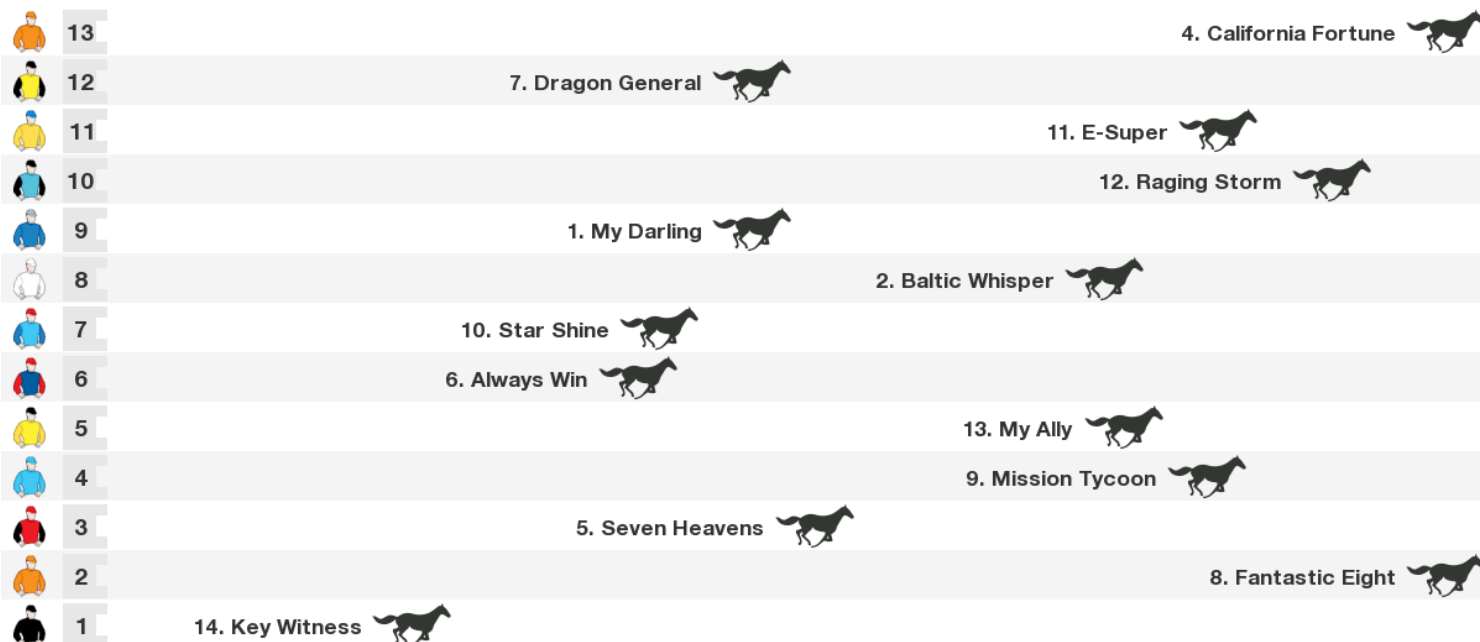 13 4. California Fortune
12 7. Dragon General
11 11. E-Super
10 12. Raging Storm
9 1. My Darling
8 2. Baltic Whisper
7 10. Star Shine
6 6. Always Win
5 13. My Ally
4 9. Mission Tycoon
3 5. Seven Heavens
2 8. Fantastic Eight
1 14. Key Witness